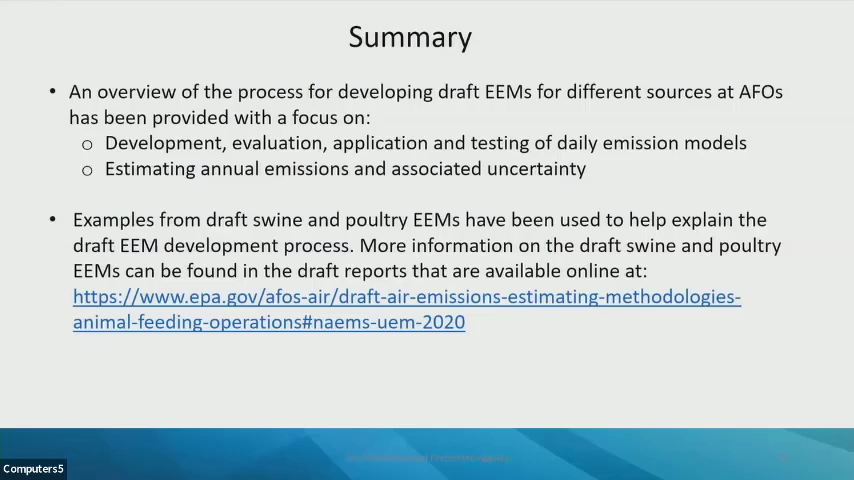 Summary
• An overview of the process for developing draft EEMs for different sources at AFOs
has been provided with a focus on:
o Development, evaluation, application and testing of daily emission models
o Estimating annual emissions and associated uncertainty
• Examples from draft swine and poultry EEMs have been used to help explain the
draft EEM development process. More information on the draft swine and poultry
EEMs can be found in the draft reports that are available online at:
https://www.epa.gov/afos-air/draft-air-emissions-estimating-methodologies-
animal-feeding-operations#naems-uem-2020
Computers5